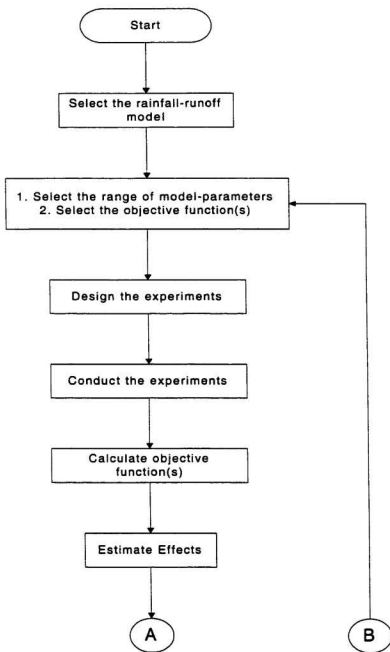 Start
Select the rainfall-runoff
model
1. Select the range of model-parameters
2. Select the objective function(s)
Design the experiments
Conduct the experiments
Calculate objective
function(s)
Estimate Effects
A
B